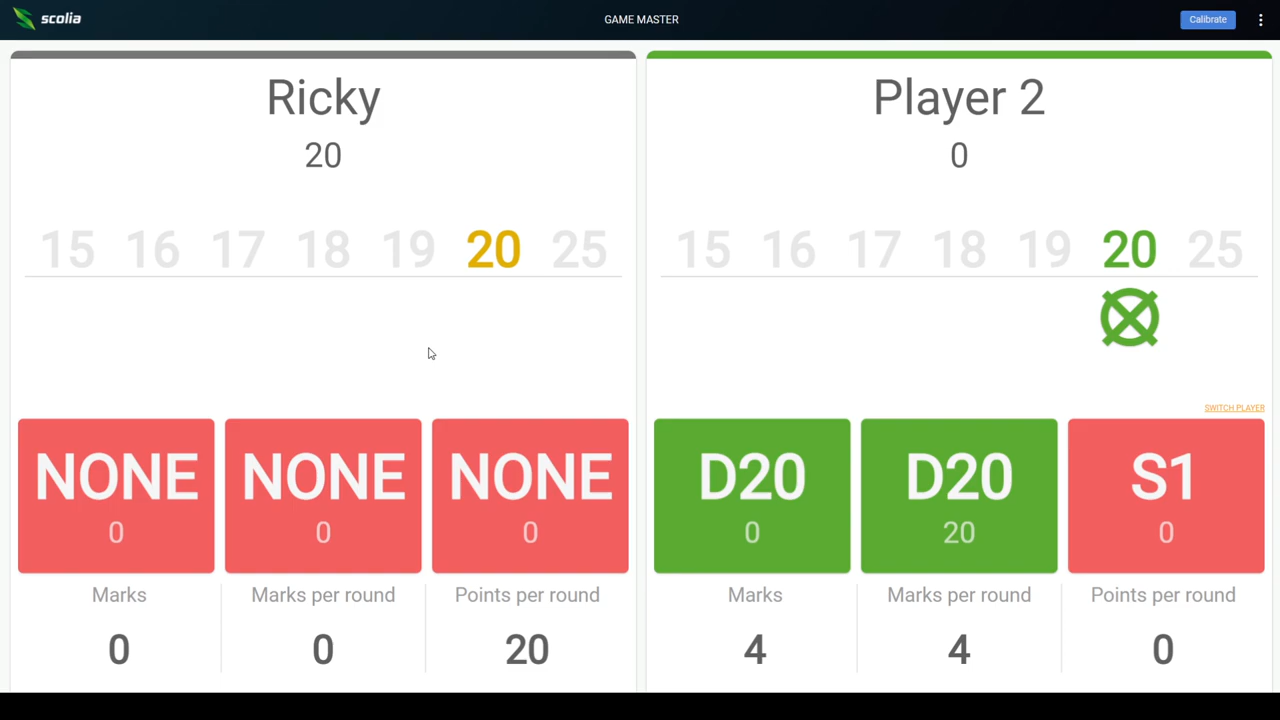 scolia
GAME MASTER
Calibrate
Ricky
20
15 16 17 18 19 20 25
NONE
0
NONE
0
NONE
0
Marks
0
Marks per round
0
Points per round
20
Player 2
0
15 16 17 18 19 20 25
SWITCH PLAYER
D20
0
D20
20
S1
0
Marks
4
Marks per round
4
Points per round
0